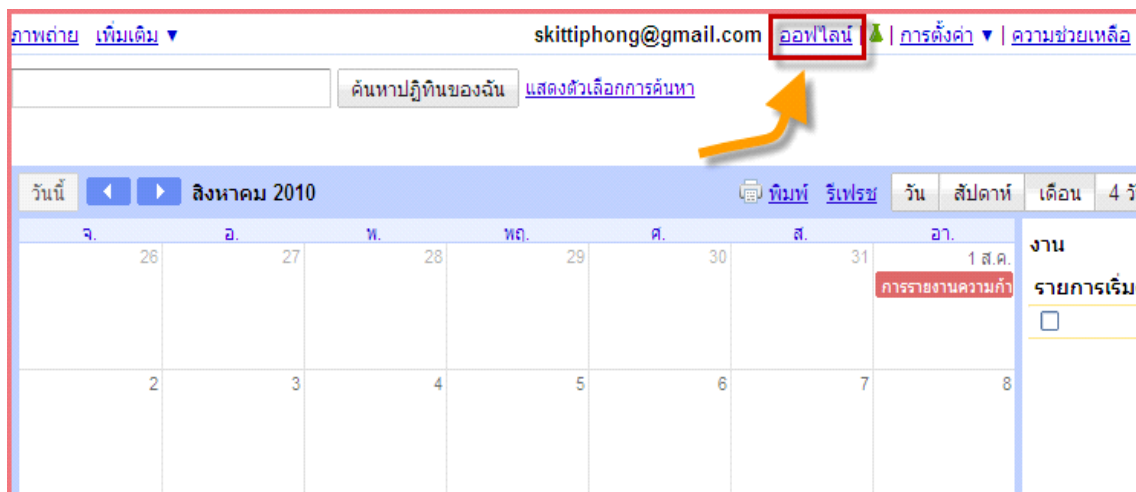 ภาพถ่าย เพิ่มเติม ▼ skittiphong@gmail.com | ออฟไลน์ | | การตั้งค่า ▼ | ความช่วยเหลือ
ค้นหาปฏิทินของฉัน แสดงตัวเลือกการค้นหา
วันนี้ สิงหาคม 2010 พิมพ์ รีเฟรช วัน สัปดาห์ เดือน 4 วั
จ. อ. พ. พฤ. ศ. ส. อา.
งาน
26 27 28 29 30 31 1 ส.ค.
การรายงานความก้า
รายการเริ่ม
2 3 4 5 6 7 8